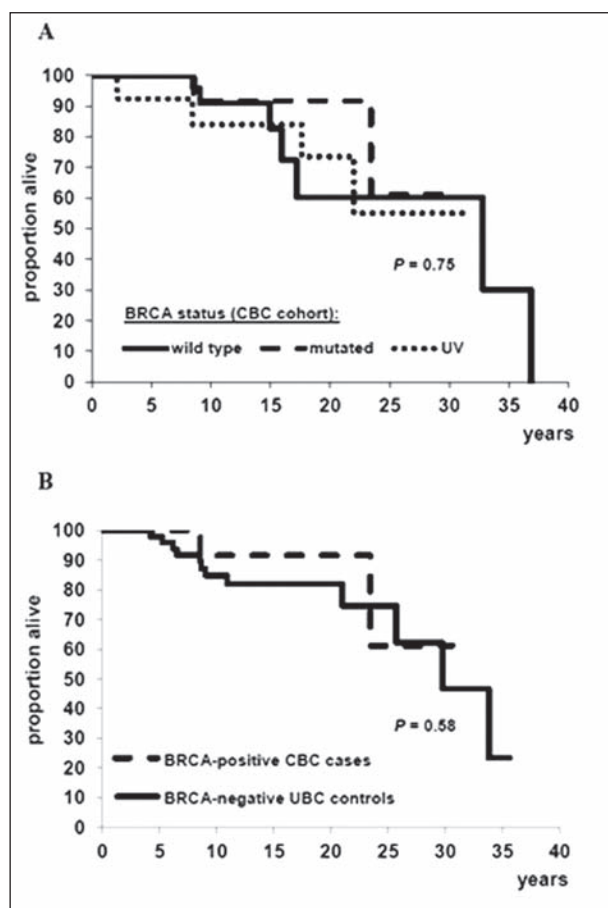 A
100
90
80
70
60
50
40
30
20
10
0
proportion alive
P = 0.75
BRCA status (CBC cohort):
wild type mutated UV
0 5 10 15 20 25 30 35 40
years
B
100
90
80
70
60
50
40
30
20
10
0
proportion alive
P = 0.58
BRCA-positive CBC cases
BRCA-negative UBC controls
0 5 10 15 20 25 30 35 40
years